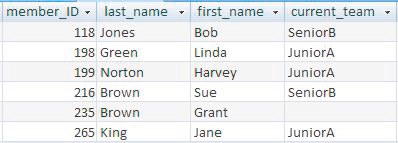 member_ID last_name first_name current_team
118 Jones Bob SeniorB
198 Green Linda JuniorA
199 Norton Harvey JuniorA
216 Brown Sue SeniorB
235 Brown Grant
265 King Jane JuniorA